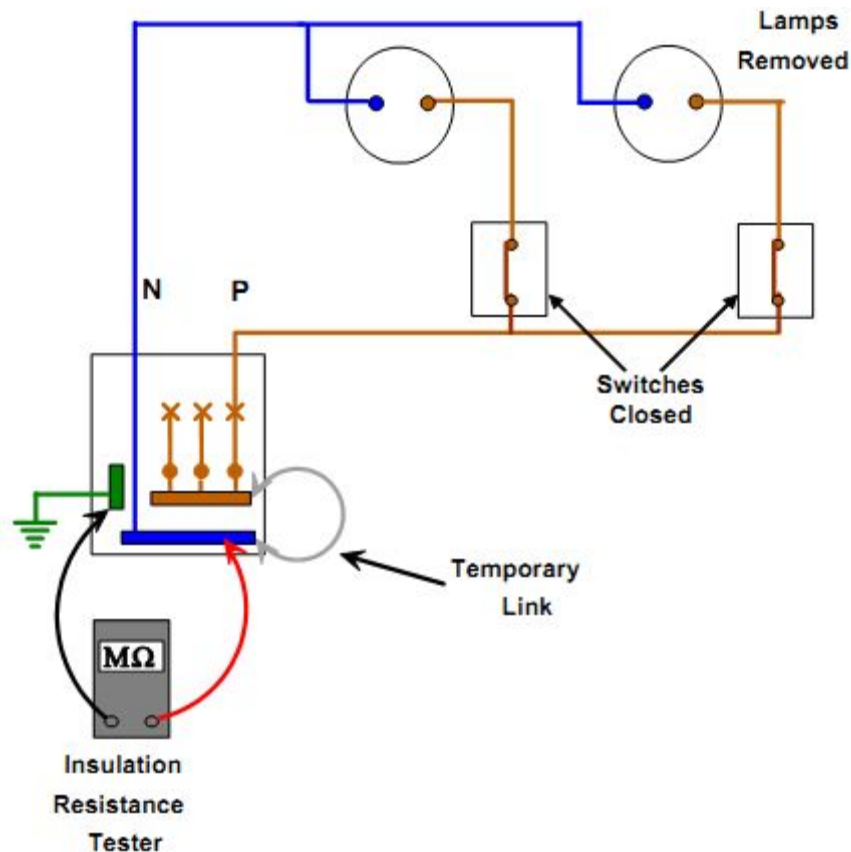 Lamps
Removed
N P
Switches
Closed
Temporary
Link
MΩ
Insulation
Resistance
Tester